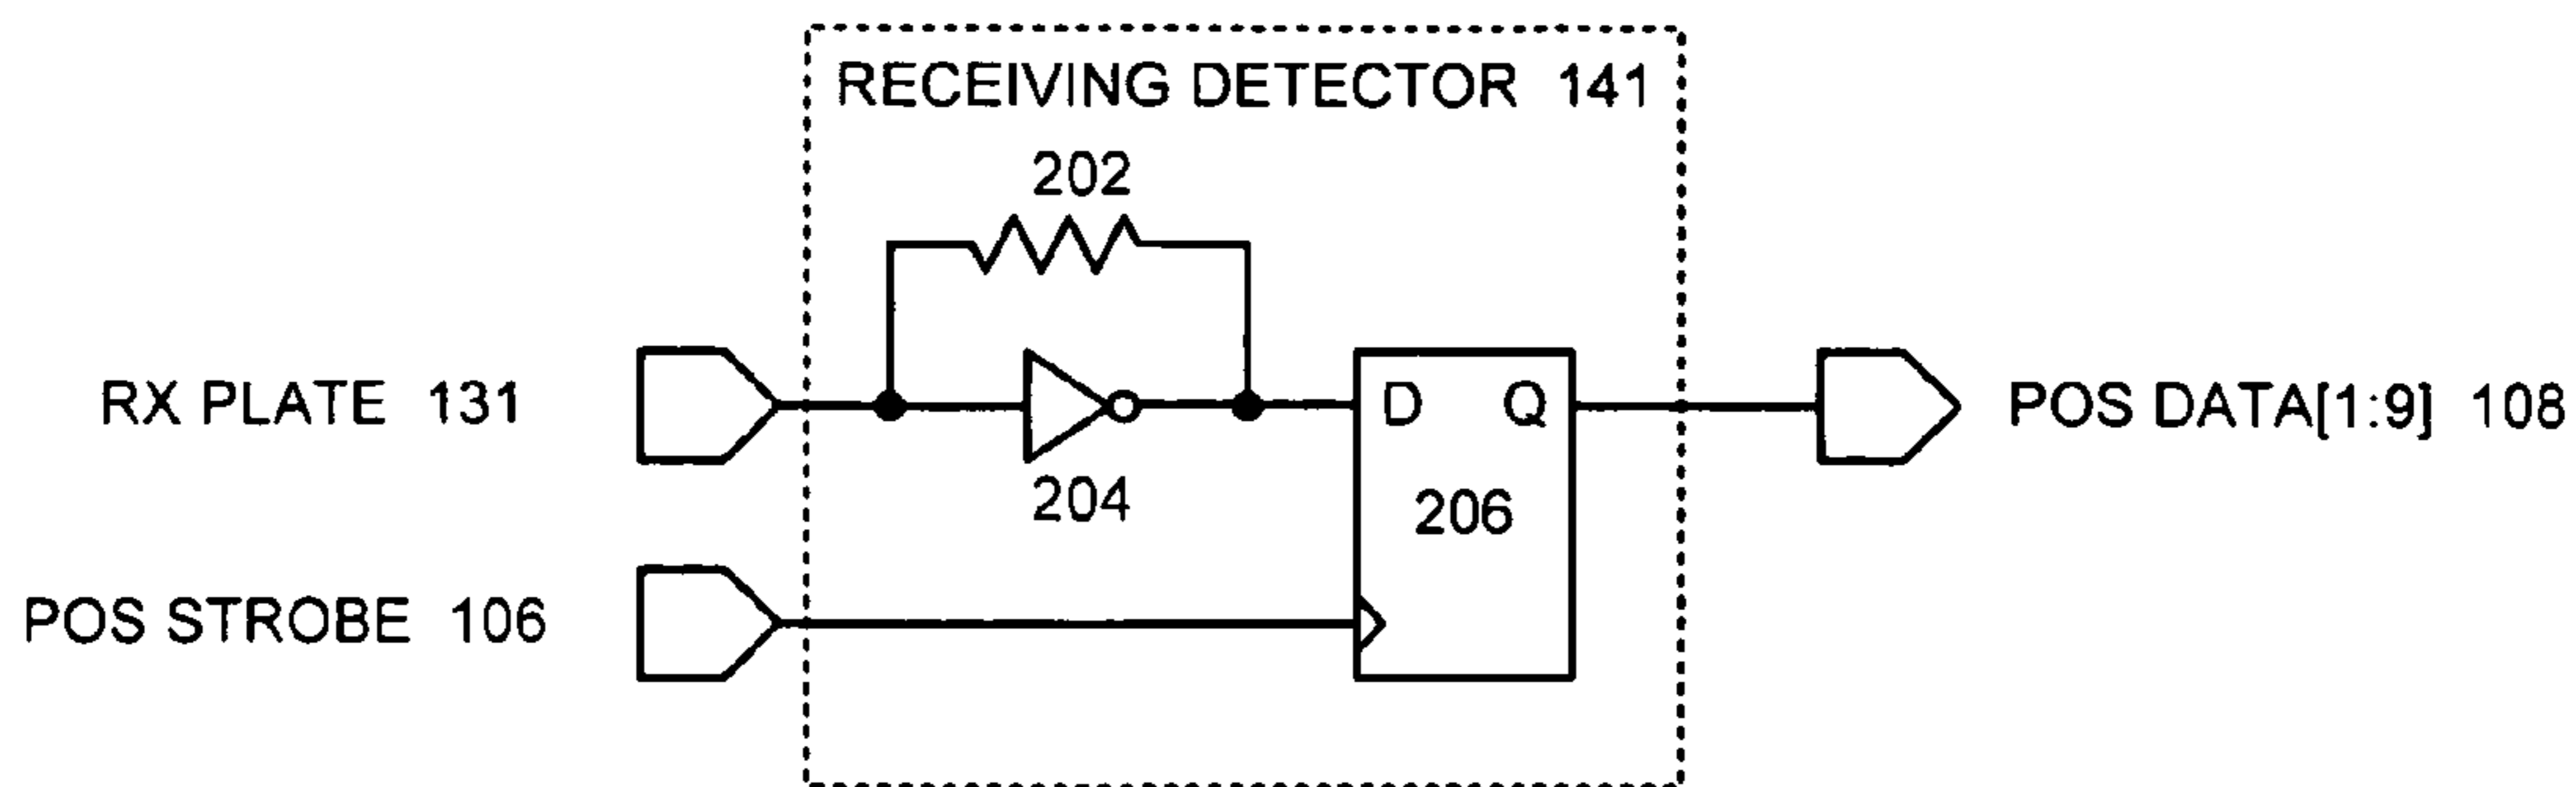 RECEIVING DETECTOR 141
202
RX PLATE 131
D Q
POS DATA[1:9] 108
204
206
POS STROBE 106